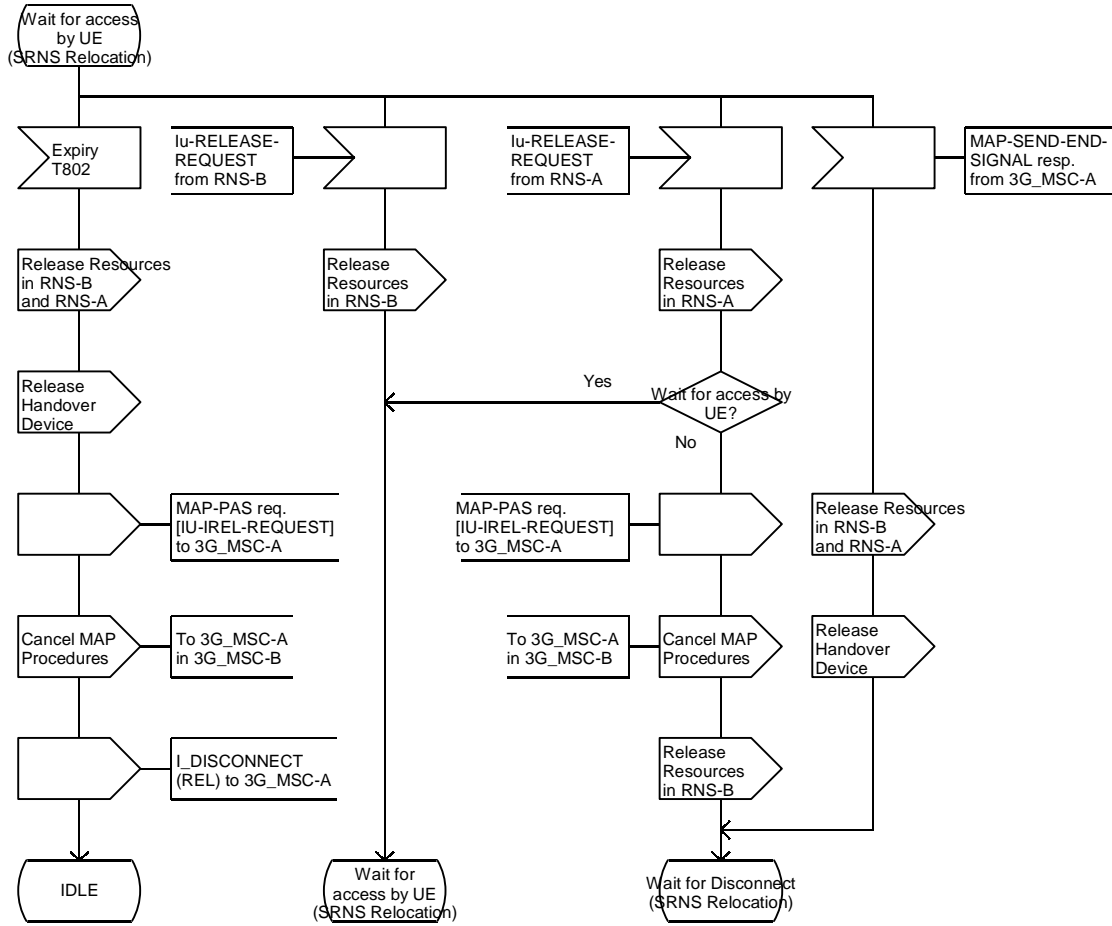 Wait for access
by UE
(SRNS Relocation)
Expiry
T802
Iu-RELEASE-
REQUEST
from RNS-B
Iu-RELEASE-
REQUEST
from RNS-A
MAP-SEND-END-
SIGNAL resp.
from 3G_MSC-A
Release Resources
in RNS-B
and RNS-A
Release
Resources
in RNS-B
Release
Resources
in RNS-A
Release
Handover
Device
Yes
Wait for access by
UE?
No
MAP-PAS req.
[IU-IREL-REQUEST]
to 3G_MSC-A
MAP-PAS req.
[IU-IREL-REQUEST]
to 3G_MSC-A
Release Resources
in RNS-B
and RNS-A
Cancel MAP
Procedures
To 3G_MSC-A
in 3G_MSC-B
To 3G_MSC-A
in 3G_MSC-B
Cancel MAP
Procedures
Release
Handover
Device
I_DISCONNECT
(REL) to 3G_MSC-A
Release
Resources
in RNS-B
IDLE
Wait for
access by UE
(SRNS Relocation)
Wait for Disconnect
(SRNS Relocation)